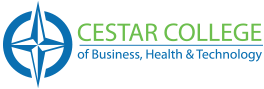 CESTAR COLLEGE
of Business, Health & Technology